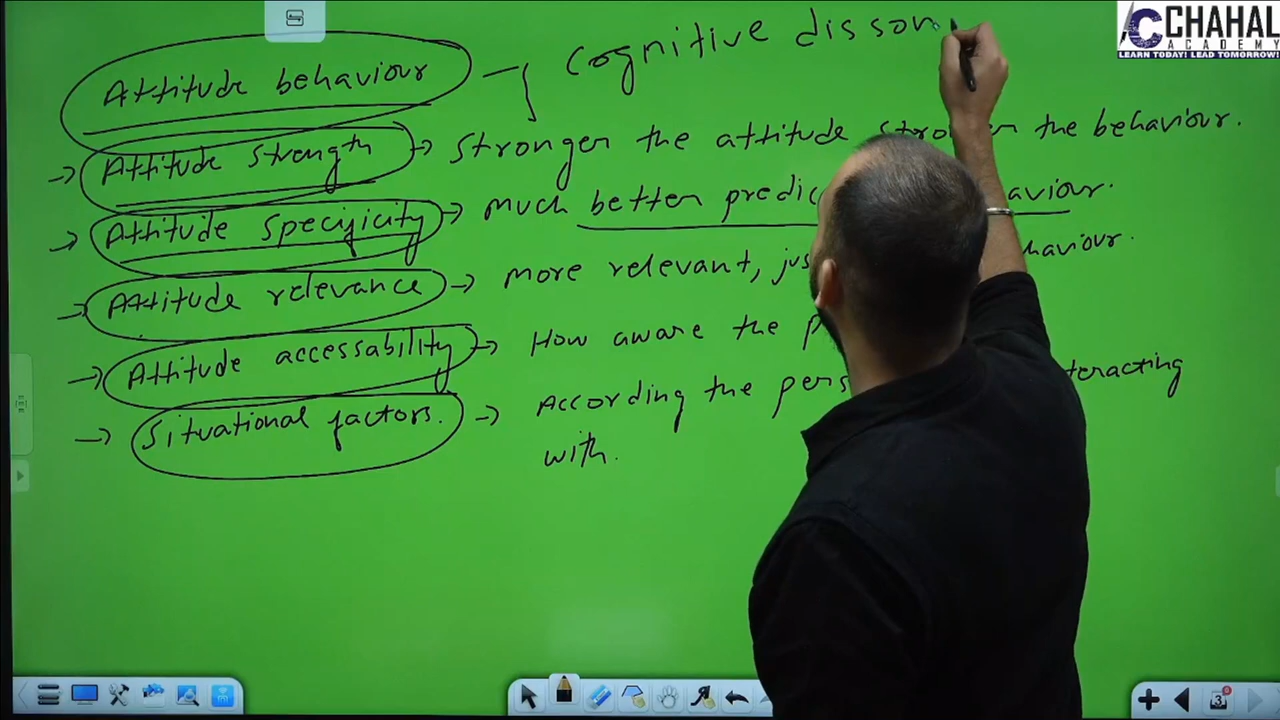 Attitude behaviour → cognitive disson
→ Attitude strength → stronger the attitude stronger the behaviour.
→ Attitude specificity → much better predic aviour.
→ Attitude relevance → more relevant, jus haviour.
→ Attitude accessability → How aware the p
→ Situational factors. → According the pers teracting
with.
CHAHAL
ACADEMY
LEARN TODAY! LEAD TOMORROW!
3